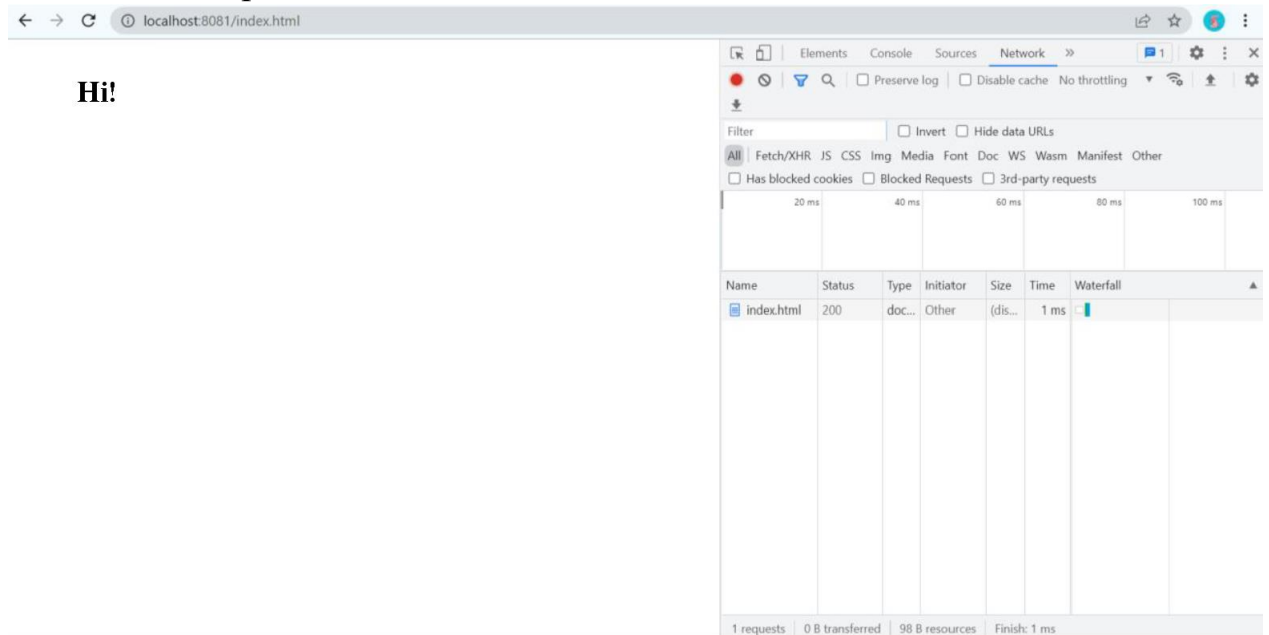 localhost:8081/index.html
Hi!
Elements Console Sources Network » 1
Preserve log Disable cache No throttling
Filter Invert Hide data URLs
All Fetch/XHR JS CSS Img Media Font Doc WS Wasm Manifest Other
Has blocked cookies Blocked Requests 3rd-party requests
20 ms 40 ms 60 ms 80 ms 100 ms
Name Status Type Initiator Size Time Waterfall
index.html 200 doc... Other (dis... 1 ms
1 requests 0 B transferred 98 B resources Finish: 1 ms